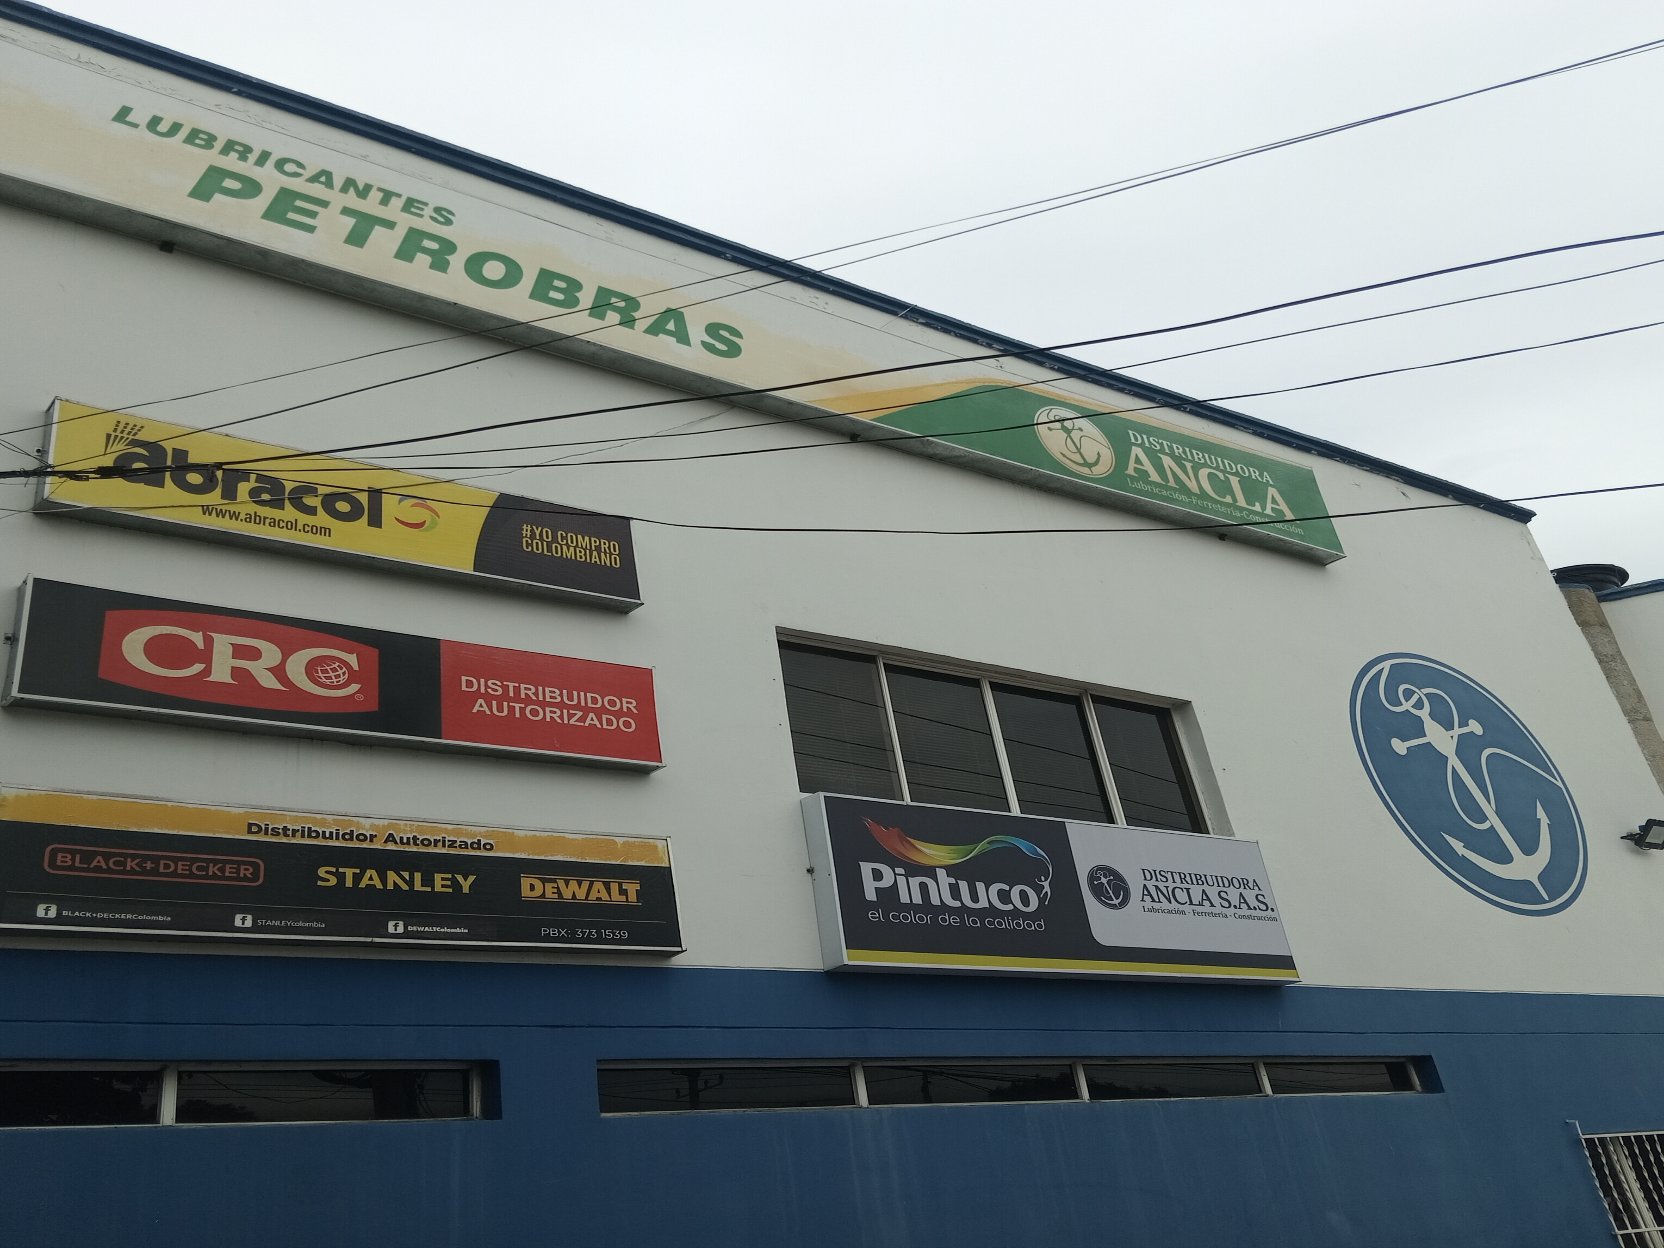 LUBRICANTES
PETROBRAS
DISTRIBUIDORA
ANCLA
Lubricación-Ferretería-Construcción
abracol
www.abracol.com
#YO COMPRO
COLOMBIANO
CRC
DISTRIBUIDOR
AUTORIZADO
Distribuidor Autorizado
BLACK+DECKER
STANLEY
DEWALT
BLACK+DECKERColombia
STANLEYcolombia
DEWALTColombia
PBX: 373 1539
Pintuco
el color de la calidad
DISTRIBUIDORA
ANCLA S.A.S.
Lubricación - Ferretería - Construcción